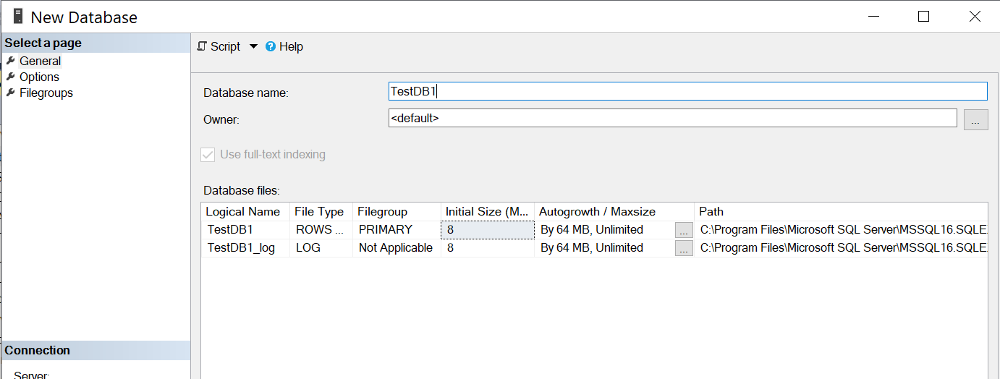 New Database
Select a page
General
Options
Filegroups
Script Help
Database name: TestDB1
Owner: <default> ...
Use full-text indexing
Database files:
Logical Name File Type Filegroup Initial Size (M... Autogrowth / Maxsize Path
TestDB1 ROWS ... PRIMARY 8 By 64 MB, Unlimited ... C:\Program Files\Microsoft SQL Server\MSSQL16.SQLE
TestDB1_log LOG Not Applicable 8 By 64 MB, Unlimited ... C:\Program Files\Microsoft SQL Server\MSSQL16.SQLE
Connection
Server: